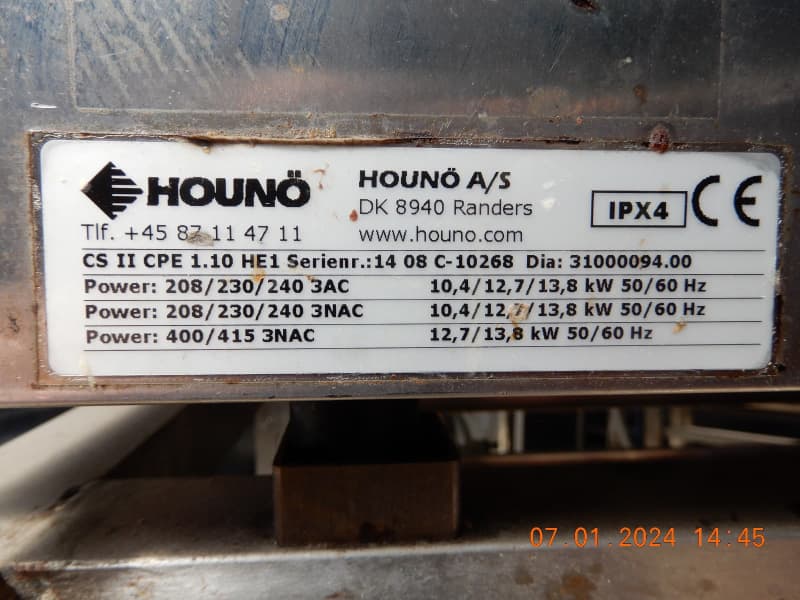 HOUNÖ
HOUNÖ A/S
DK 8940 Randers
IPX4
CE
Tlf. +45 87 11 47 11
www.houno.com
CS II CPE 1.10 HE1 Serienr.:14 08 C-10268 Dia: 31000094.00
Power: 208/230/240 3AC 10,4/12,7/13,8 kW 50/60 Hz
Power: 208/230/240 3NAC 10,4/12,7/13,8 kW 50/60 Hz
Power: 400/415 3NAC 12,7/13,8 kW 50/60 Hz
07.01.2024 14:45